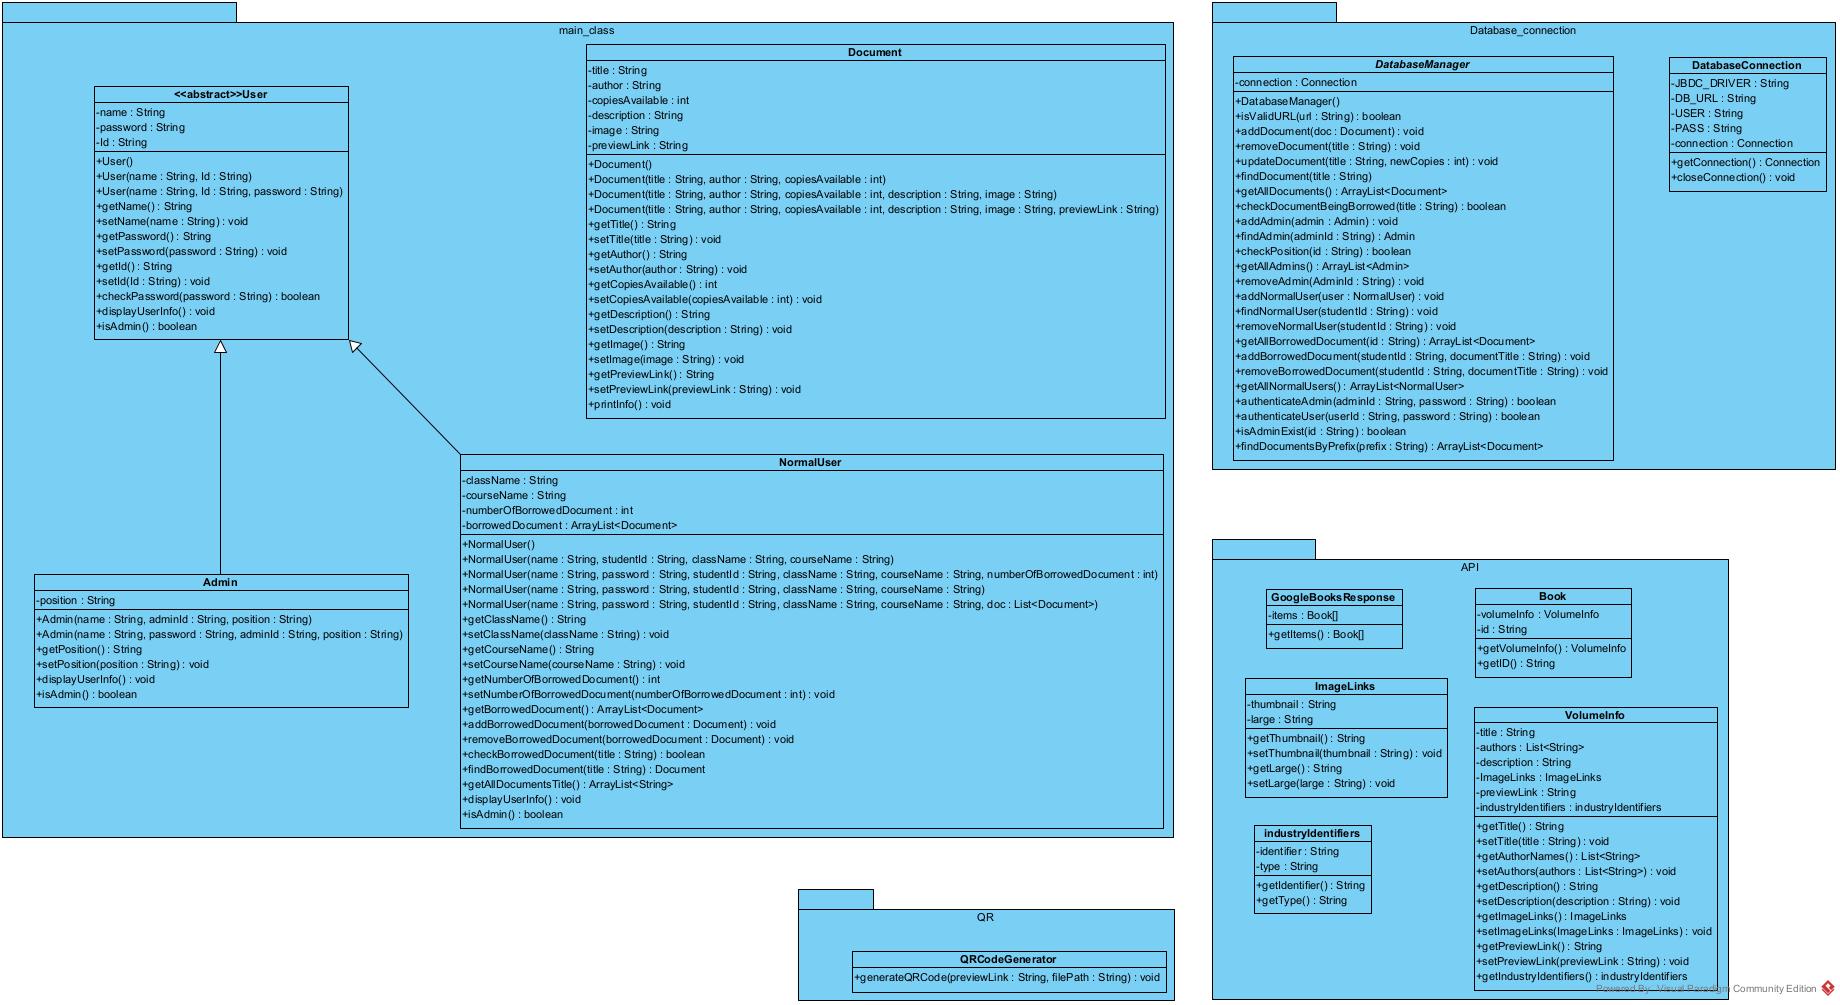 main_class
<<abstract>>User
-name : String
-password : String
-Id : String
+User()
+User(name : String, Id : String)
+User(name : String, Id : String, password : String)
+getName() : String
+setName(name : String) : void
+getPassword() : String
+setPassword(password : String) : void
+getId() : String
+setId(Id : String) : void
+checkPassword(password : String) : boolean
+displayUserInfo() : void
+isAdmin() : boolean
Document
-title : String
-author : String
-copiesAvailable : int
-description : String
-image : String
-previewLink : String
+Document()
+Document(title : String, author : String, copiesAvailable : int)
+Document(title : String, author : String, copiesAvailable : int, description : String, image : String)
+Document(title : String, author : String, copiesAvailable : int, description : String, image : String, previewLink : String)
+getTitle() : String
+setTitle(title : String) : void
+getAuthor() : String
+setAuthor(author : String) : void
+getCopiesAvailable() : int
+setCopiesAvailable(copiesAvailable : int) : void
+getDescription() : String
+setDescription(description : String) : void
+getImage() : String
+setImage(image : String) : void
+getPreviewLink() : String
+setPreviewLink(previewLink : String) : void
+printInfo() : void
Admin
-position : String
+Admin(name : String, adminId : String, position : String)
+Admin(name : String, password : String, adminId : String, position : String)
+getPosition() : String
+setPosition(position : String) : void
+displayUserInfo() : void
+isAdmin() : boolean
NormalUser
-className : String
-courseName : String
-numberOfBorrowedDocument : int
-borrowedDocument : ArrayList<Document>
+NormalUser()
+NormalUser(name : String, studentId : String, className : String, courseName : String)
+NormalUser(name : String, password : String, studentId : String, className : String, courseName : String, numberOfBorrowedDocument : int)
+NormalUser(name : String, password : String, studentId : String, className : String, courseName : String)
+NormalUser(name : String, password : String, studentId : String, className : String, courseName : String, doc : List<Document>)
+getClassName() : String
+setClassName(className : String) : void
+getCourseName() : String
+setCourseName(courseName : String) : void
+getNumberOfBorrowedDocument() : int
+setNumberOfBorrowedDocument(numberOfBorrowedDocument : int) : void
+getBorrowedDocument() : ArrayList<Document>
+addBorrowedDocument(borrowedDocument : Document) : void
+removeBorrowedDocument(borrowedDocument : Document) : void
+checkBorrowedDocument(title : String) : boolean
+findBorrowedDocument(title : String) : Document
+getAllDocumentsTitle() : ArrayList<String>
+displayUserInfo() : void
+isAdmin() : boolean
Database_connection
DatabaseManager
-connection : Connection
+DatabaseManager()
+isValidURL(url : String) : boolean
+addDocument(doc : Document) : void
+removeDocument(title : String) : void
+updateDocument(title : String, newCopies : int) : void
+findDocument(title : String)
+getAllDocuments() : ArrayList<Document>
+checkDocumentBeingBorrowed(title : String) : boolean
+addAdmin(admin : Admin) : void
+findAdmin(adminId : String) : Admin
+checkPosition(id : String) : boolean
+getAllAdmins() : ArrayList<Admin>
+removeAdmin(AdminId : String) : void
+addNormalUser(user : NormalUser) : void
+findNormalUser(studentId : String) : void
+removeNormalUser(studentId : String) : void
+getAllBorrowedDocument(id : String) : ArrayList<Document>
+addBorrowedDocument(studentId : String, documentTitle : String) : void
+removeBorrowedDocument(studentId : String, documentTitle : String) : void
+getAllNormalUsers() : ArrayList<NormalUser>
+authenticateAdmin(adminId : String, password : String) : boolean
+authenticateUser(userId : String, password : String) : boolean
+isAdminExist(id : String) : boolean
+findDocumentsByPrefix(prefix : String) : ArrayList<Document>
DatabaseConnection
-JBDC_DRIVER : String
-DB_URL : String
-USER : String
-PASS : String
-connection : Connection
+getConnection() : Connection
+closeConnection() : void
API
GoogleBooksResponse
-items : Book[]
+getItems() : Book[]
Book
-volumeInfo : VolumeInfo
-id : String
+getVolumeInfo() : VolumeInfo
+getID() : String
ImageLinks
-thumbnail : String
-large : String
+getThumbnail() : String
+setThumbnail(thumbnail : String) : void
+getLarge() : String
+setLarge(large : String) : void
VolumeInfo
-title : String
-authors : List<String>
-description : String
-ImageLinks : ImageLinks
-previewLink : String
-industryIdentifiers : industryIdentifiers
+getTitle() : String
+setTitle(title : String) : void
+getAuthorNames() : List<String>
+setAuthors(authors : List<String>) : void
+getDescription() : String
+setDescription(description : String) : void
+getImageLinks() : ImageLinks
+setImageLinks(ImageLinks : ImageLinks) : void
+getPreviewLink() : String
+setPreviewLink(previewLink : String) : void
+getIndustryIdentifiers() : industryIdentifiers
industryIdentifiers
-identifier : String
-type : String
+getIdentifier() : String
+getType() : String
QR
QRCodeGenerator
+generateQRCode(previewLink : String, filePath : String) : void
Powered By Visual Paradigm Community Edition